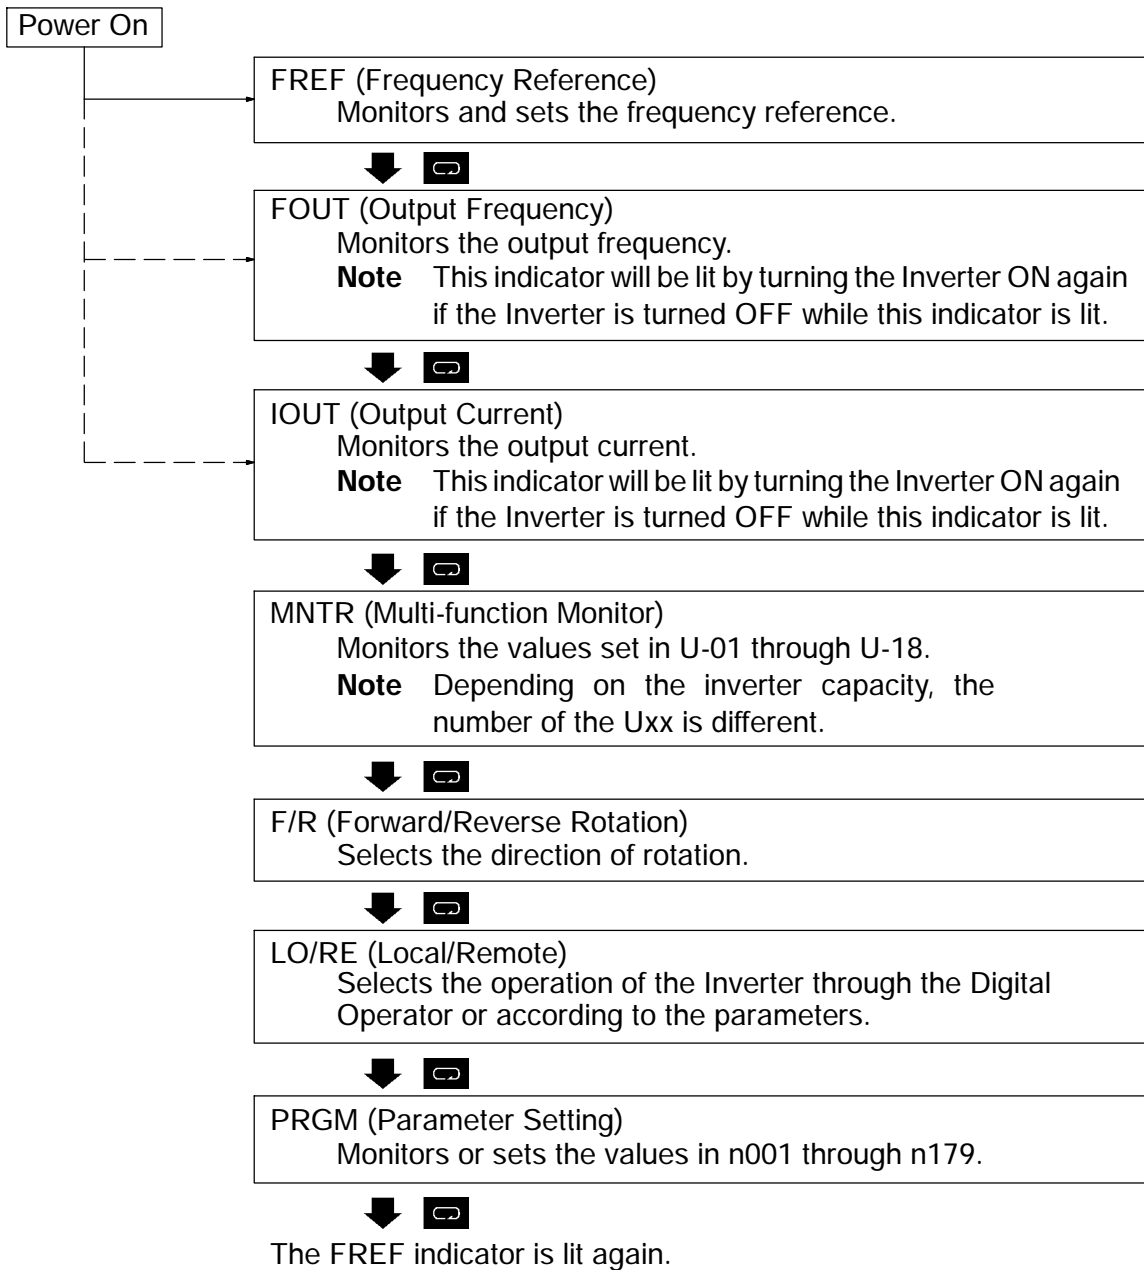 Power On
FREF (Frequency Reference)
Monitors and sets the frequency reference.
FOUT (Output Frequency)
Monitors the output frequency.
Note This indicator will be lit by turning the Inverter ON again
if the Inverter is turned OFF while this indicator is lit.
IOUT (Output Current)
Monitors the output current.
Note This indicator will be lit by turning the Inverter ON again
if the Inverter is turned OFF while this indicator is lit.
MNTR (Multi-function Monitor)
Monitors the values set in U-01 through U-18.
Note Depending on the inverter capacity, the
number of the Uxx is different.
F/R (Forward/Reverse Rotation)
Selects the direction of rotation.
LO/RE (Local/Remote)
Selects the operation of the Inverter through the Digital
Operator or according to the parameters.
PRGM (Parameter Setting)
Monitors or sets the values in n001 through n179.
The FREF indicator is lit again.